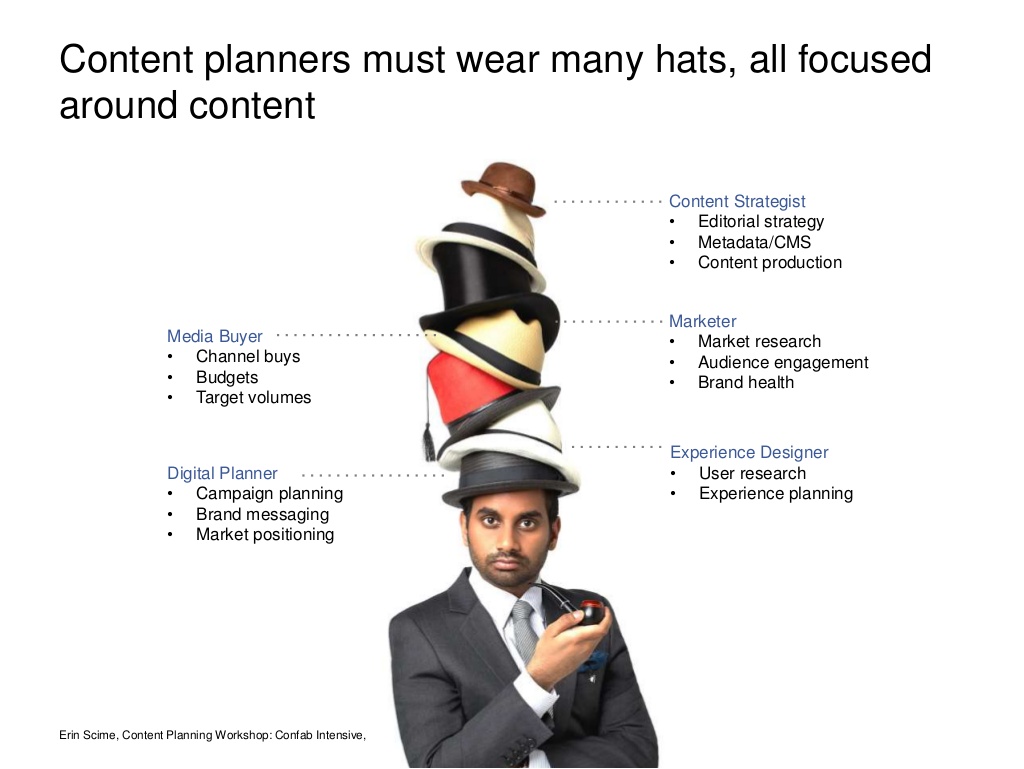 Content planners must wear many hats, all focused
around content
Content Strategist
• Editorial strategy
• Metadata/CMS
• Content production
Media Buyer
• Channel buys
• Budgets
• Target volumes
Marketer
• Market research
• Audience engagement
• Brand health
Digital Planner
• Campaign planning
• Brand messaging
• Market positioning
Experience Designer
• User research
• Experience planning
Erin Scime, Content Planning Workshop: Confab Intensive,